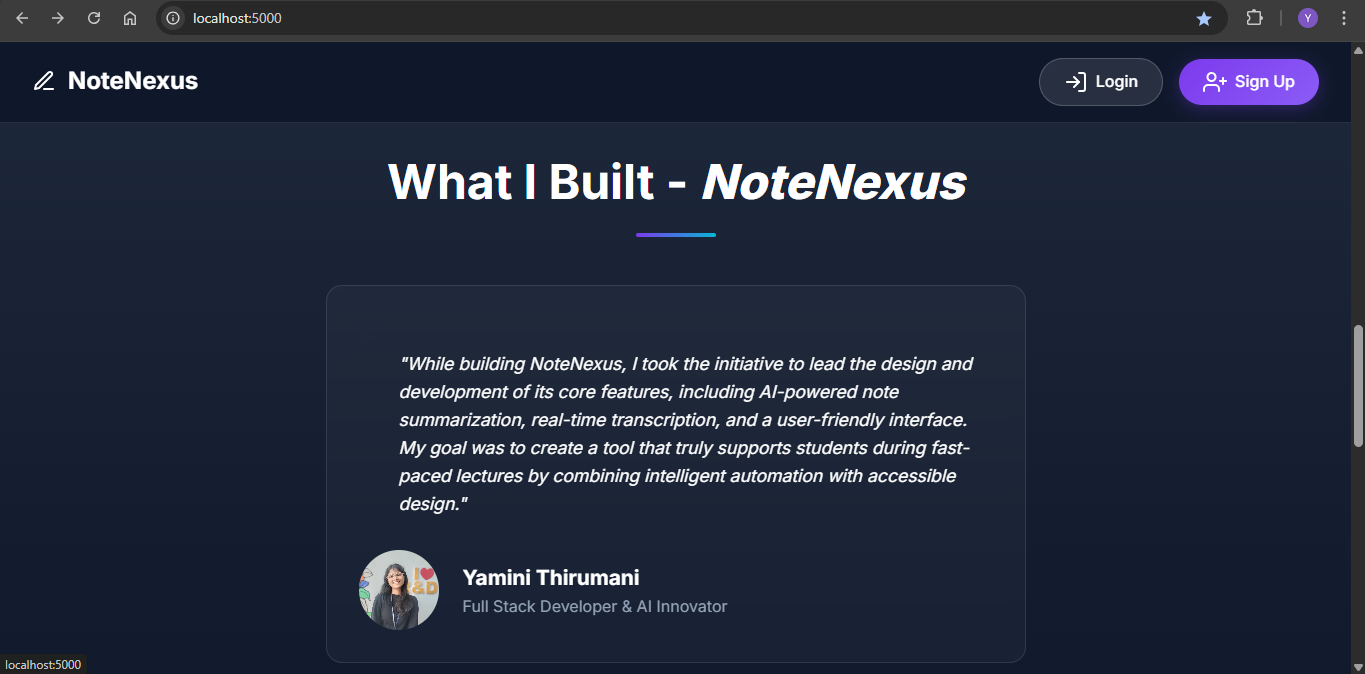 localhost:5000
Y
NoteNexus
Login
Sign Up
What I Built - NoteNexus
"While building NoteNexus, I took the initiative to lead the design and
development of its core features, including AI-powered note
summarization, real-time transcription, and a user-friendly interface.
My goal was to create a tool that truly supports students during fast-
paced lectures by combining intelligent automation with accessible
design."
I ❤
&D
Yamini Thirumani
Full Stack Developer & AI Innovator
localhost:5000